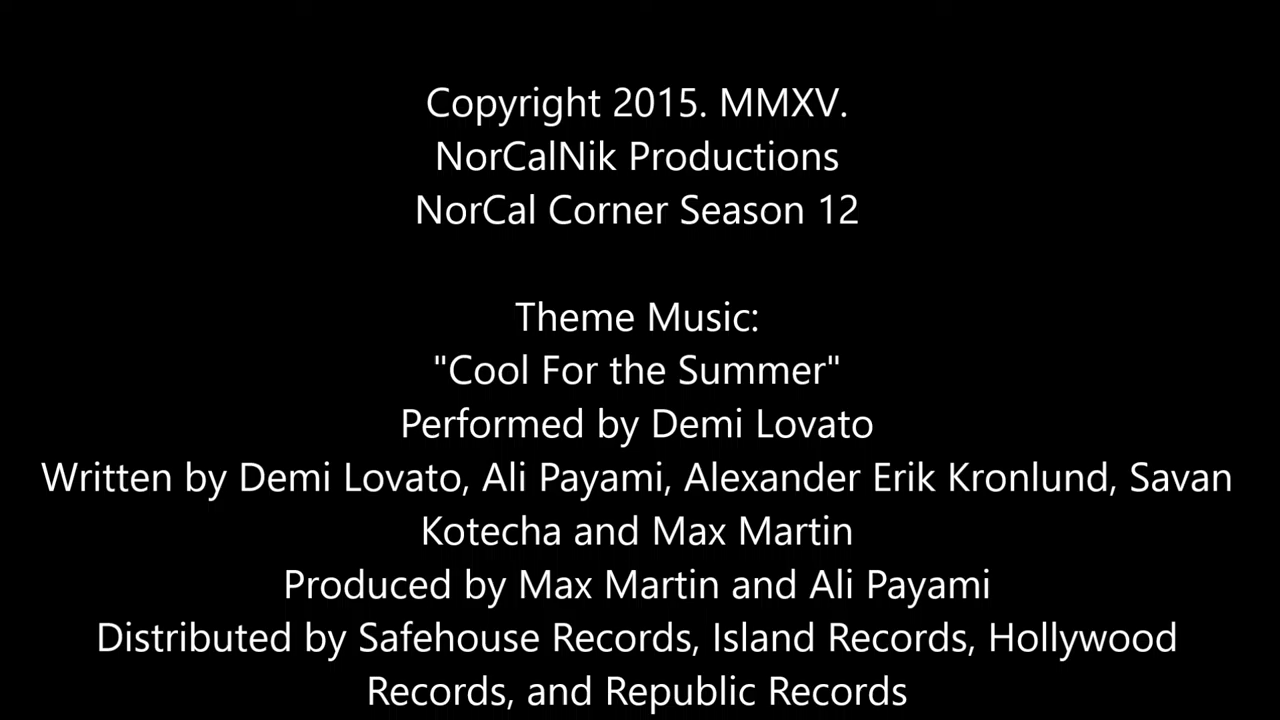 Copyright 2015. MMXV.
NorCalNik Productions
NorCal Corner Season 12
Theme Music:
"Cool For the Summer"
Performed by Demi Lovato
Written by Demi Lovato, Ali Payami, Alexander Erik Kronlund, Savan
Kotecha and Max Martin
Produced by Max Martin and Ali Payami
Distributed by Safehouse Records, Island Records, Hollywood
Records, and Republic Records